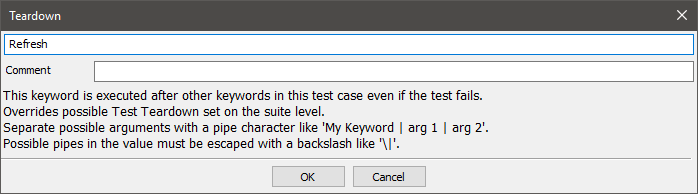 Teardown
Refresh
Comment
This keyword is executed after other keywords in this test case even if the test fails.
Overrides possible Test Teardown set on the suite level.
Separate possible arguments with a pipe character like 'My Keyword | arg 1 | arg 2'.
Possible pipes in the value must be escaped with a backslash like '\|'.
OK Cancel